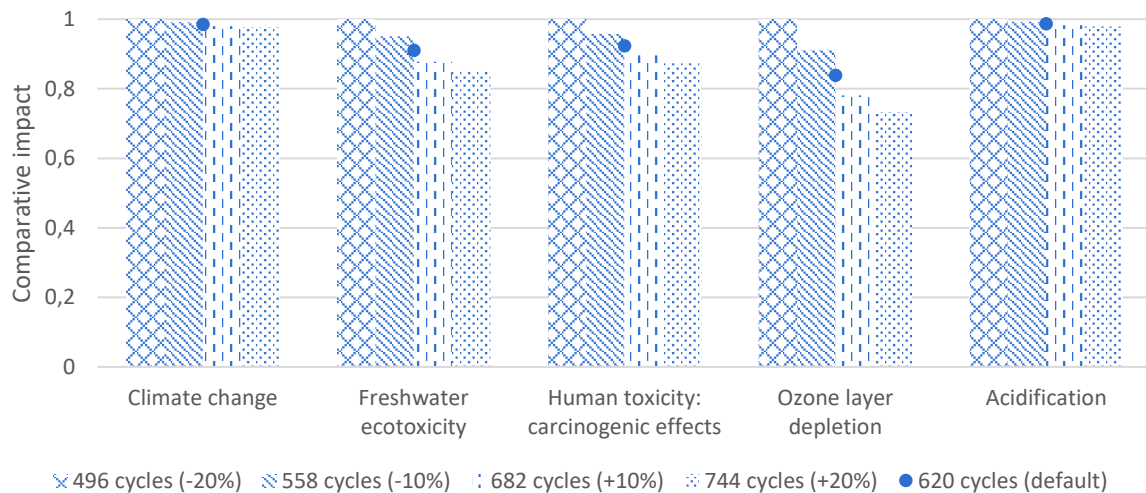 1
0,8
0,6
0,4
0,2
0
Comparative impact
Climate change
Freshwater
ecotoxicity
Human toxicity:
carcinogenic effects
Ozone layer
depletion
Acidification
496 cycles (-20%) 558 cycles (-10%) 682 cycles (+10%) 744 cycles (+20%) 620 cycles (default)